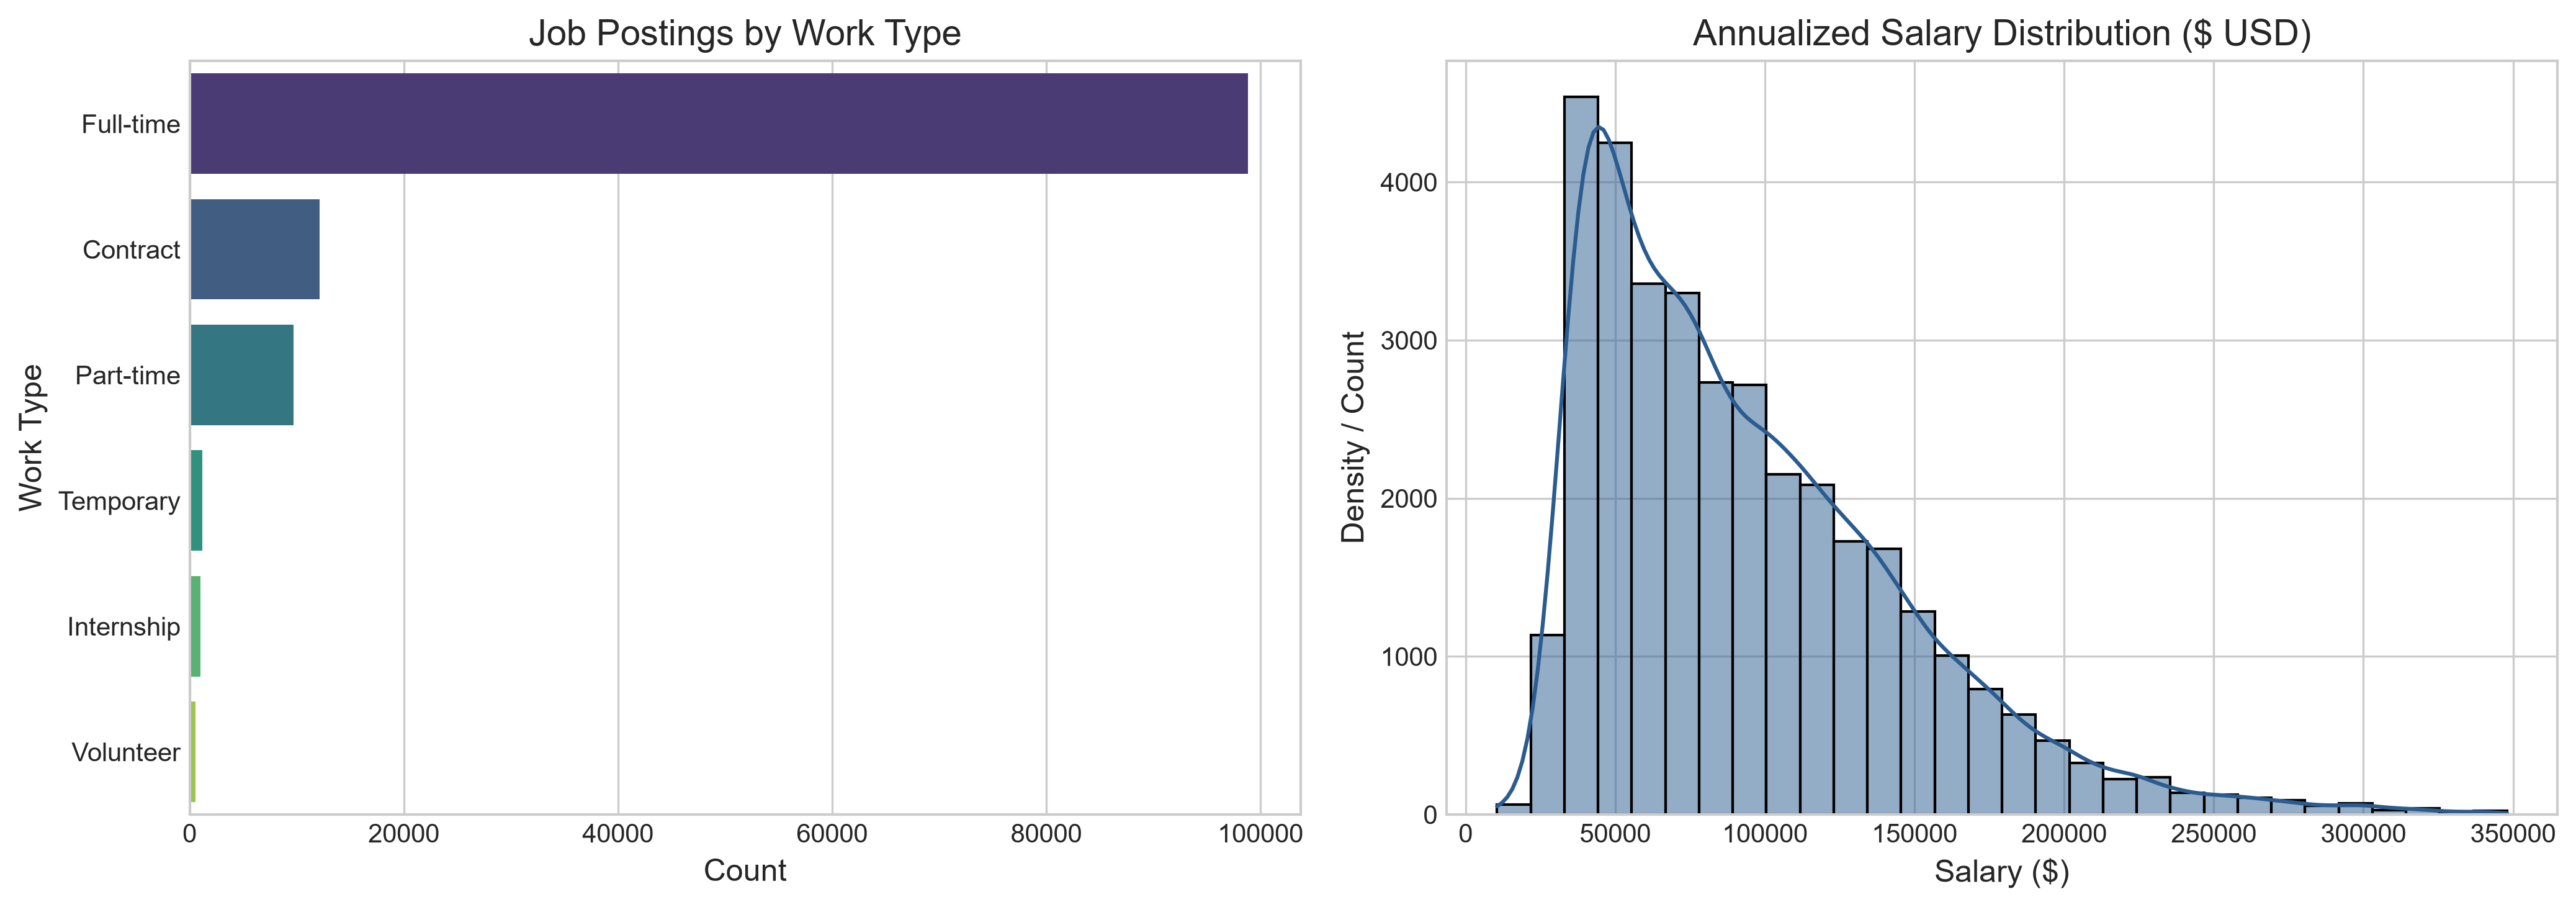 Job Postings by Work Type
Work Type
Full-time
Contract
Part-time
Temporary
Internship
Volunteer
0 20000 40000 60000 80000 100000
Count
Annualized Salary Distribution ($ USD)
Density / Count
4000
3000
2000
1000
0
0 50000 100000 150000 200000 250000 300000 350000
Salary ($)